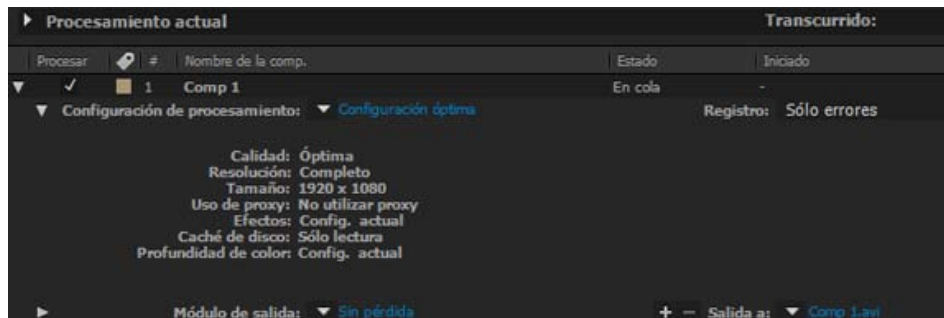 Procesamiento actual Transcurrido:
Procesar # Nombre de la comp. Estado Iniciado
✓ 1 Comp 1 En cola -
Configuración de procesamiento: Configuración óptima Registro: Sólo errores
Calidad: Óptima
Resolución: Completo
Tamaño: 1920 x 1080
Uso de proxy: No utilizar proxy
Efectos: Config. actual
Caché de disco: Sólo lectura
Profundidad de color: Config. actual
Módulo de salida: Sin pérdida + — Salida a: Comp 1.avi